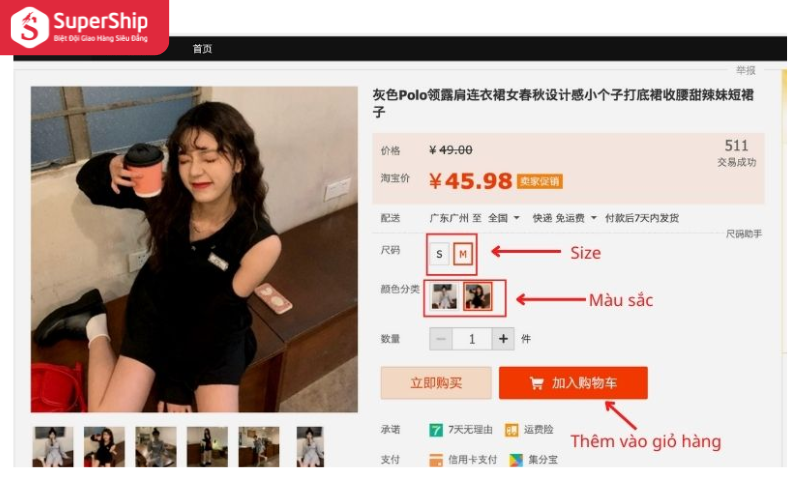 SuperShip
Biệt Đội Giao Hàng Siêu Đẳng
首页
举报
灰色Polo领露肩连衣裙女春秋设计感小个子打底裙收腰甜辣妹短裙
子
价格 ¥ 49.00 511
交易成功
淘宝价 ¥ 45.98 卖家促销
配送 广东广州 至 全国 快递 免运费 付款后7天内发货
尺码助手
尺码 S M Size
颜色分类 Màu sắc
数量 − 1 + 件
立即购买 加入购物车
承诺 7 7天无理由 运费险
Thêm vào giỏ hàng
支付 信用卡支付 集分宝